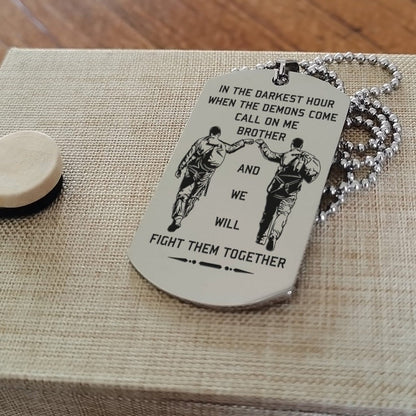 IN THE DARKEST HOUR
WHEN THE DEMONS COME
CALL ON ME
BROTHER
AND
WE
WILL
FIGHT THEM TOGETHER